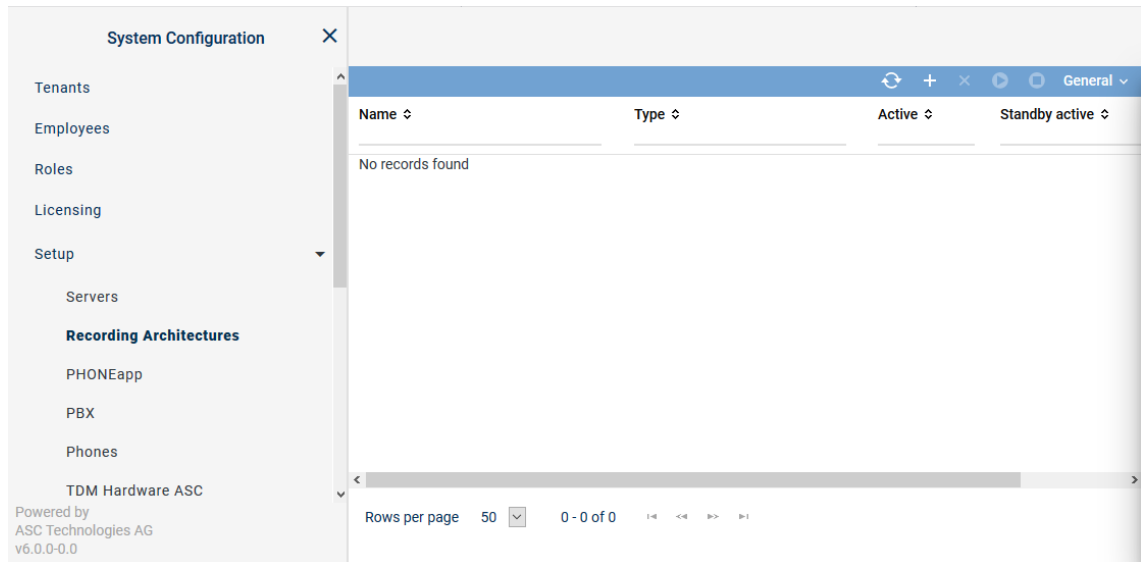 System Configuration
Tenants
Employees
Roles
Licensing
Setup
Servers
Recording Architectures
PHONEapp
PBX
Phones
TDM Hardware ASC
Powered by
ASC Technologies AG
v6.0.0-0.0
General
Name Type Active Standby active
No records found
Rows per page 50 0 - 0 of 0